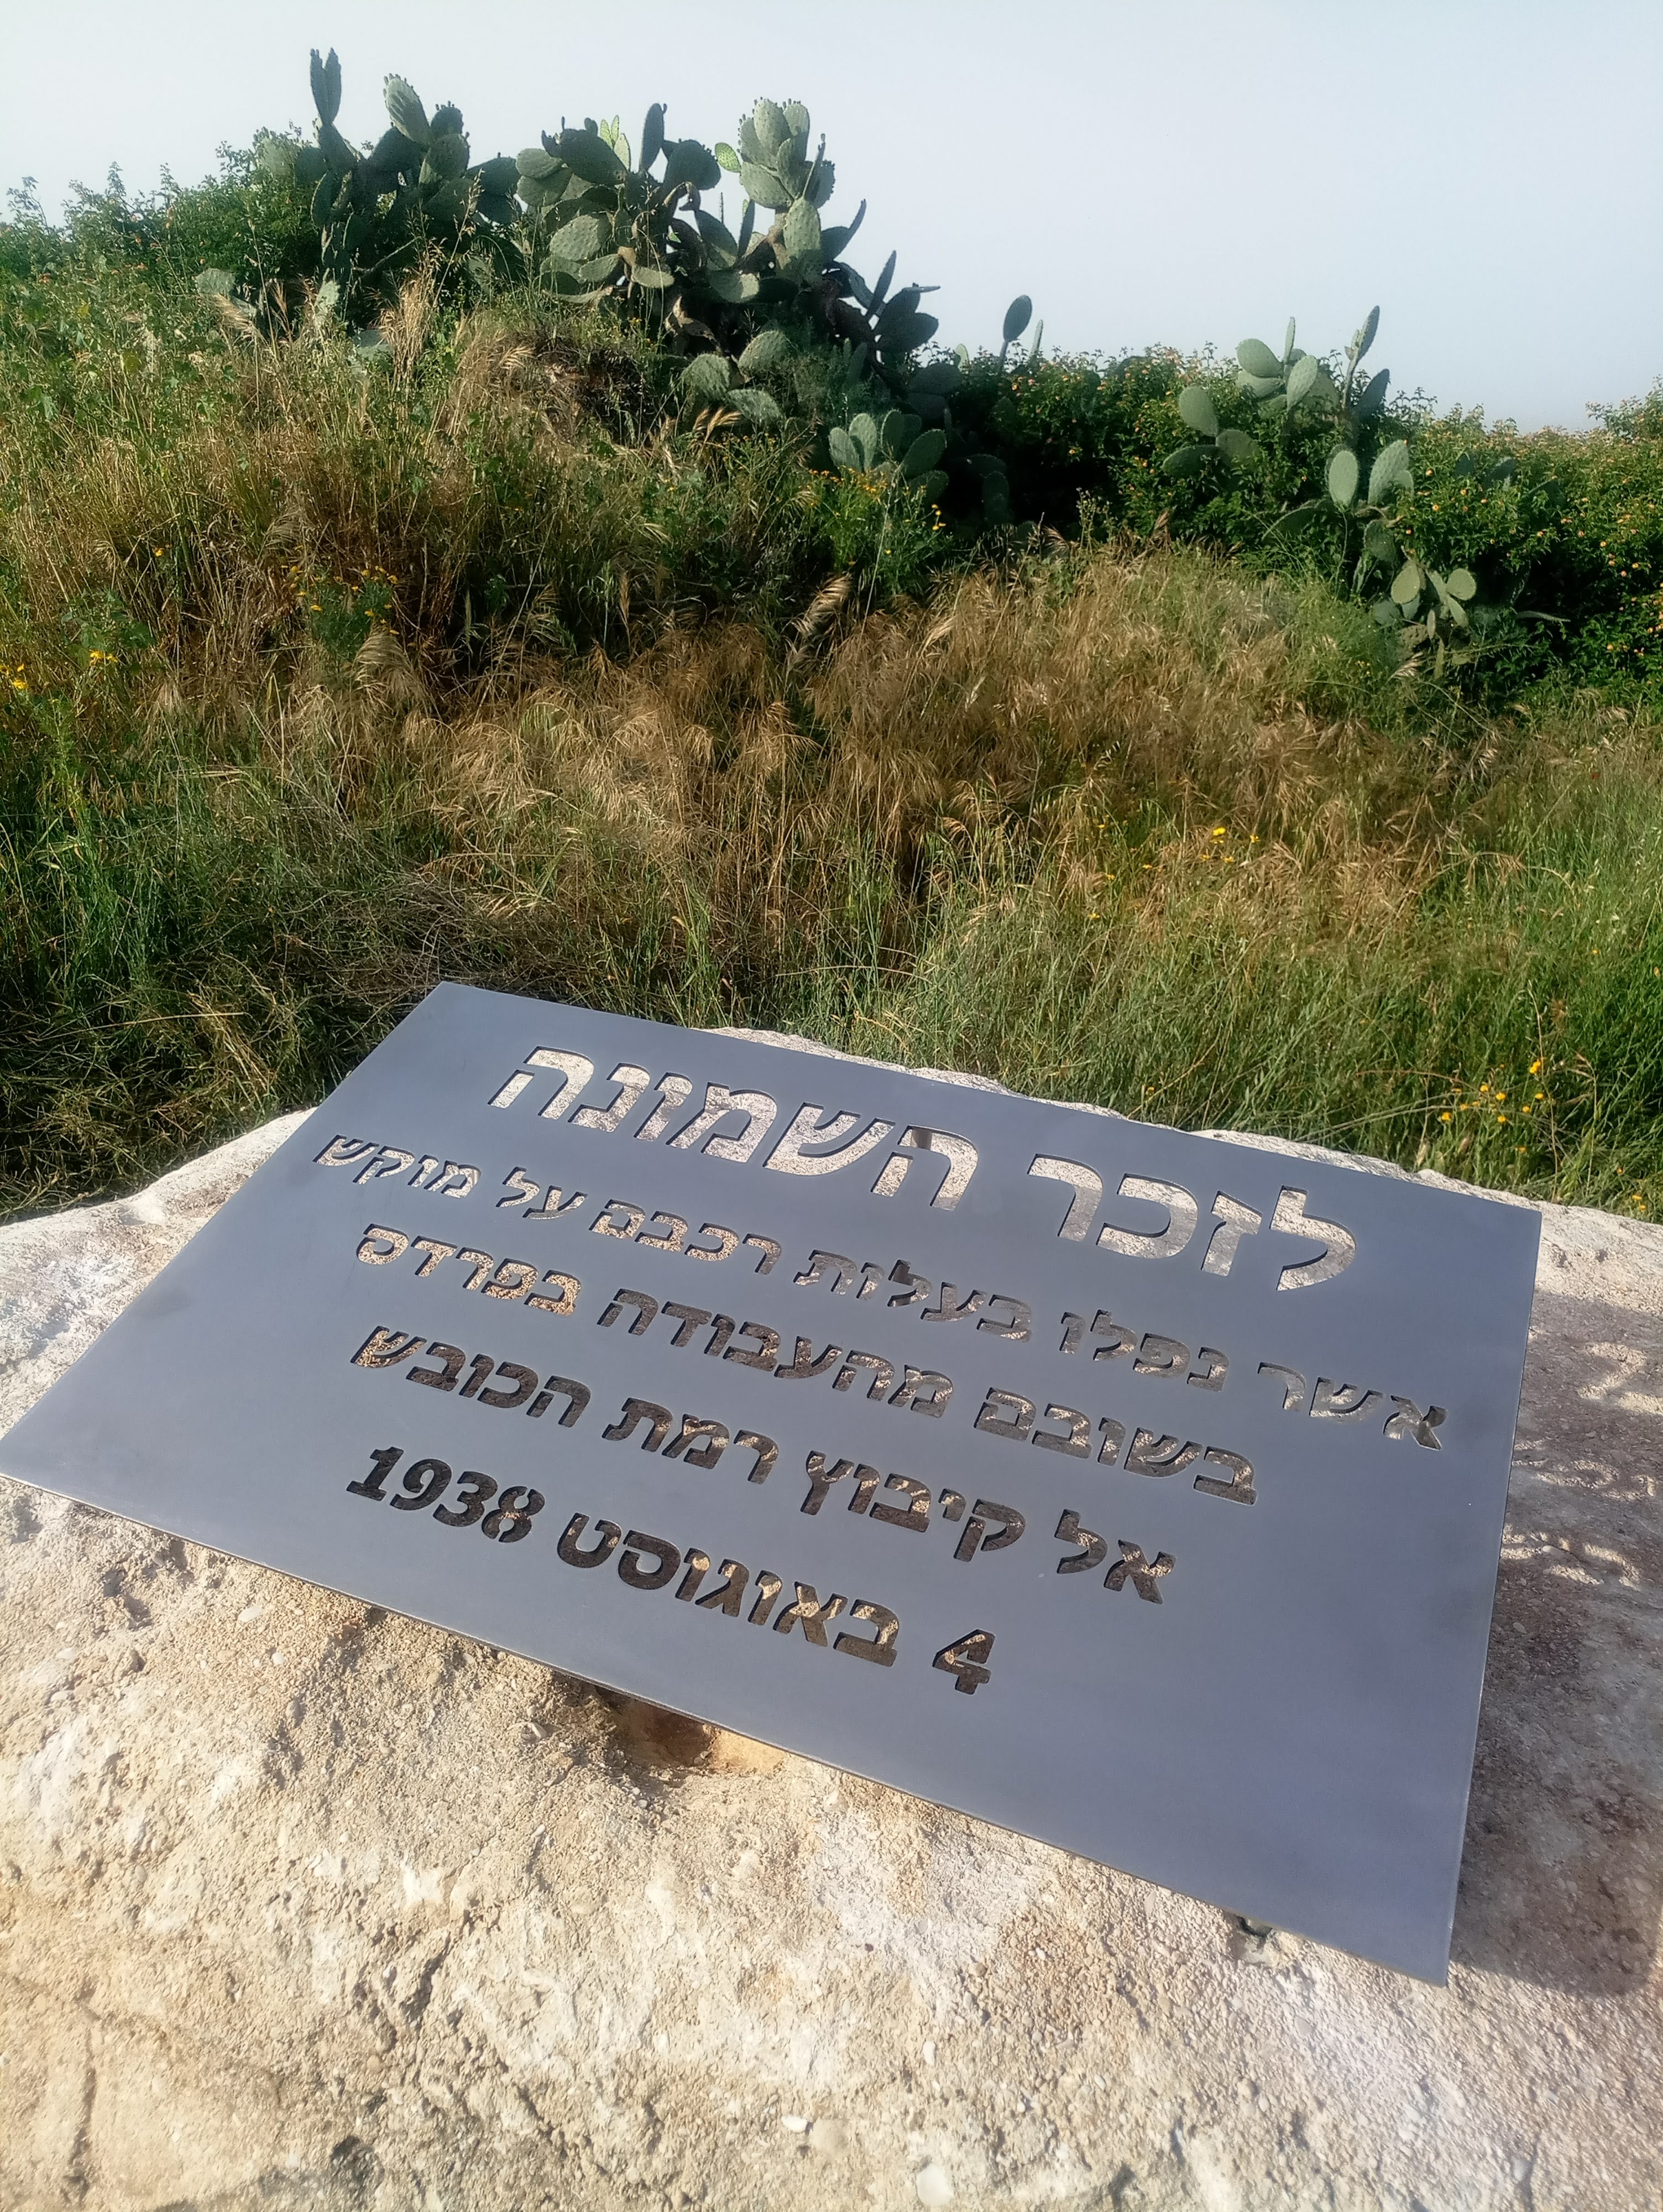 לזכר השמונה
אשר נפלו בעלות רכבם על מוקש
בשובם מהעבודה בפרדס
אל קיבוץ רמת הכובש
4 באוגוסט 1938